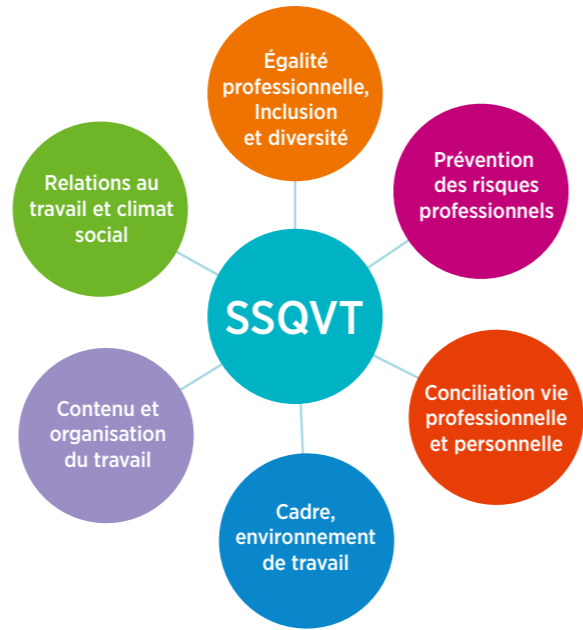 Égalité
professionnelle,
Inclusion
et diversité
Prévention
des risques
professionnels
Relations au
travail et climat
social
SSQVT
Conciliation vie
professionnelle
et personnelle
Contenu et
organisation
du travail
Cadre,
environnement
de travail